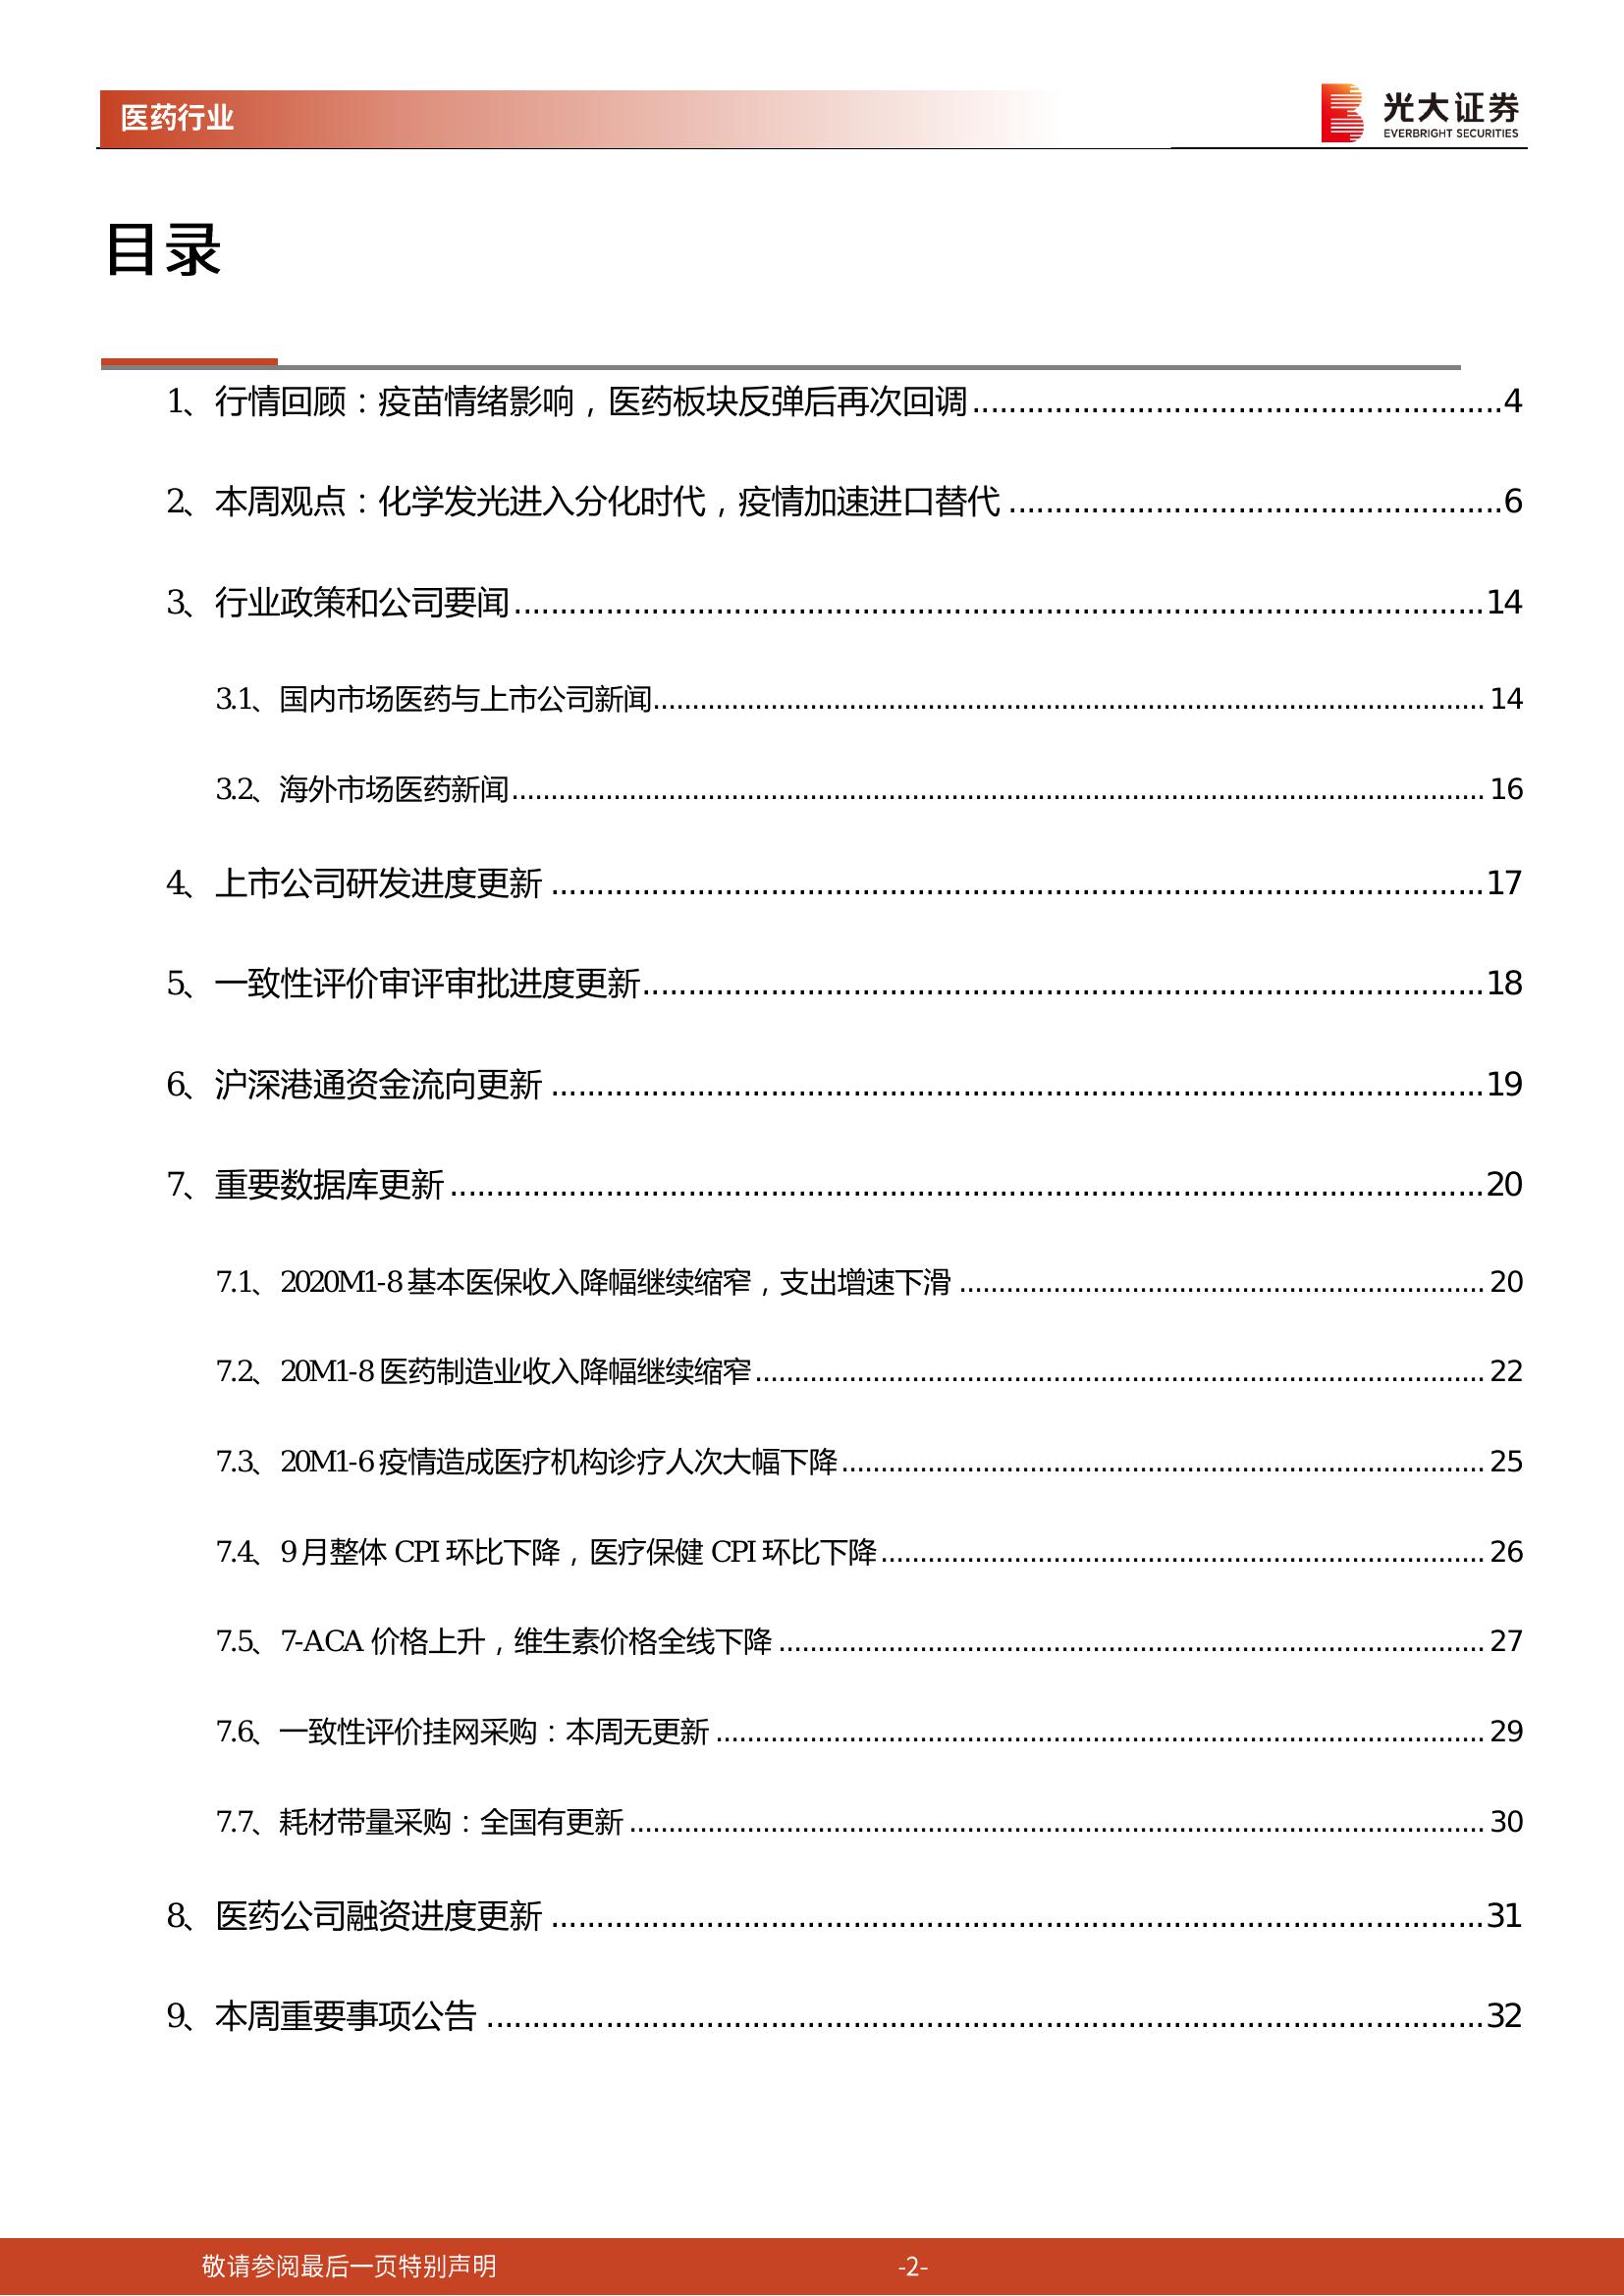 医药行业
光大证券
EVERBRIGHT SECURITIES
目录
1、行情回顾：疫苗情绪影响，医药板块反弹后再次回调 4
2、本周观点：化学发光进入分化时代，疫情加速进口替代 6
3、行业政策和公司要闻 14
3.1、国内市场医药与上市公司新闻 14
3.2、海外市场医药新闻 16
4、上市公司研发进度更新 17
5、一致性评价审评审批进度更新 18
6、沪深港通资金流向更新 19
7、重要数据库更新 20
7.1、2020M1-8 基本医保收入降幅继续缩窄，支出增速下滑 20
7.2、20M1-8 医药制造业收入降幅继续缩窄 22
7.3、20M1-6 疫情造成医疗机构诊疗人次大幅下降 25
7.4、9 月整体 CPI 环比下降，医疗保健 CPI 环比下降 26
7.5、7-ACA 价格上升，维生素价格全线下降 27
7.6、一致性评价挂网采购：本周无更新 29
7.7、耗材带量采购：全国有更新 30
8、医药公司融资进度更新 31
9、本周重要事项公告 32
敬请参阅最后一页特别声明 -2-